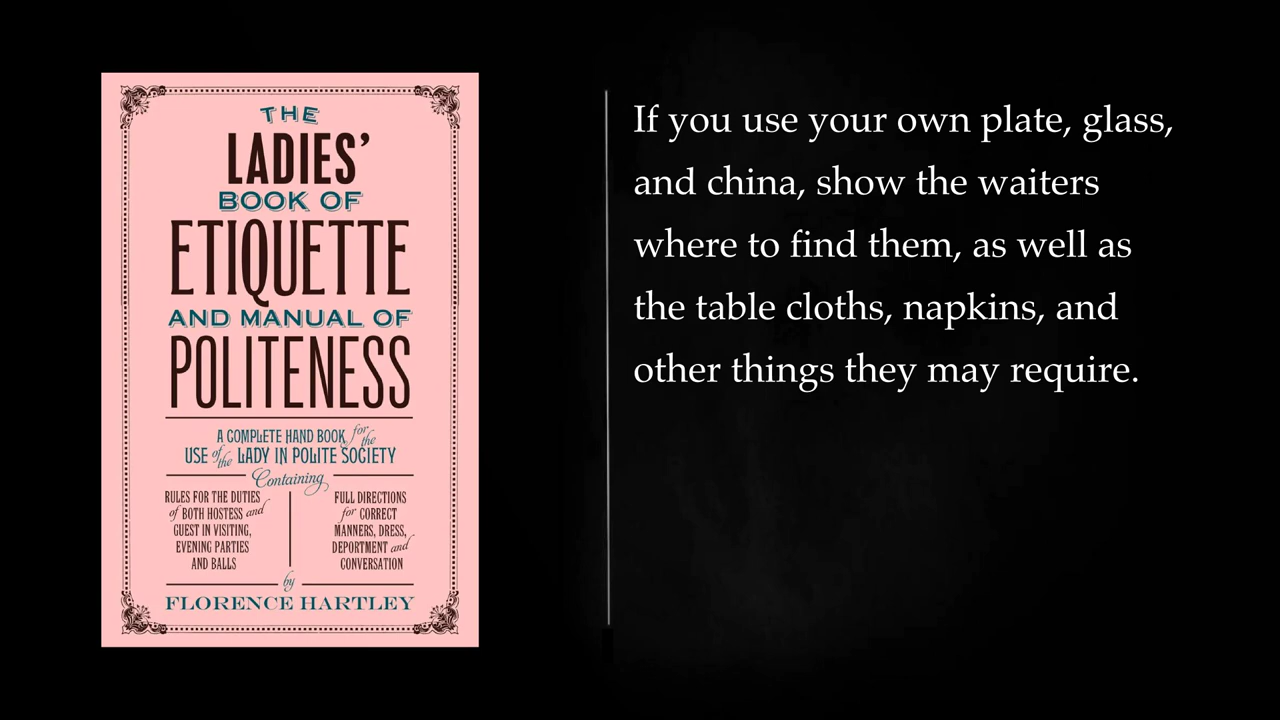 THE
LADIES'
BOOK OF
ETIQUETTE
AND MANUAL OF
POLITENESS
A COMPLETE HAND BOOK for the
USE of the LADY IN POLITE SOCIETY
Containing
RULES FOR THE DUTIES
of BOTH HOSTESS and
GUEST IN VISITING,
EVENING PARTIES
AND BALLS
FULL DIRECTIONS
for CORRECT
MANNERS, DRESS,
DEPORTMENT and
CONVERSATION
by
FLORENCE HARTLEY
If you use your own plate, glass,
and china, show the waiters
where to find them, as well as
the table cloths, napkins, and
other things they may require.